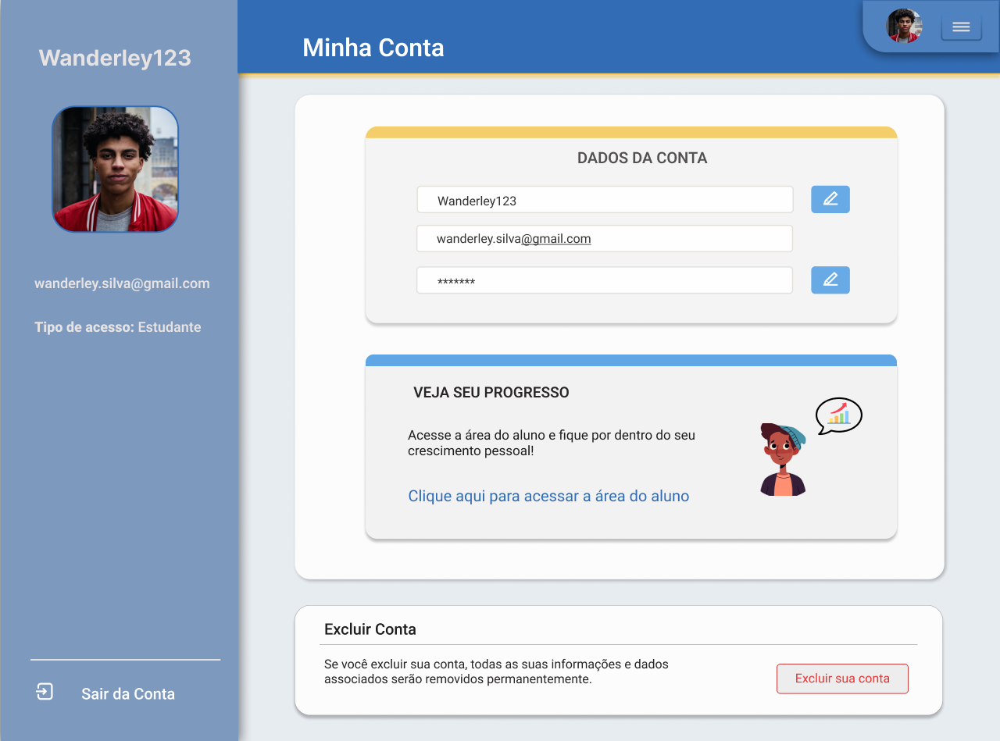 Wanderley123
wanderley.silva@gmail.com
Tipo de acesso: Estudante
Sair da Conta
Minha Conta
DADOS DA CONTA
Wanderley123
wanderley.silva@gmail.com
*******
VEJA SEU PROGRESSO
Acesse a área do aluno e fique por dentro do seu
crescimento pessoal!
Clique aqui para acessar a área do aluno
Excluir Conta
Se você excluir sua conta, todas as suas informações e dados
associados serão removidos permanentemente.
Excluir sua conta